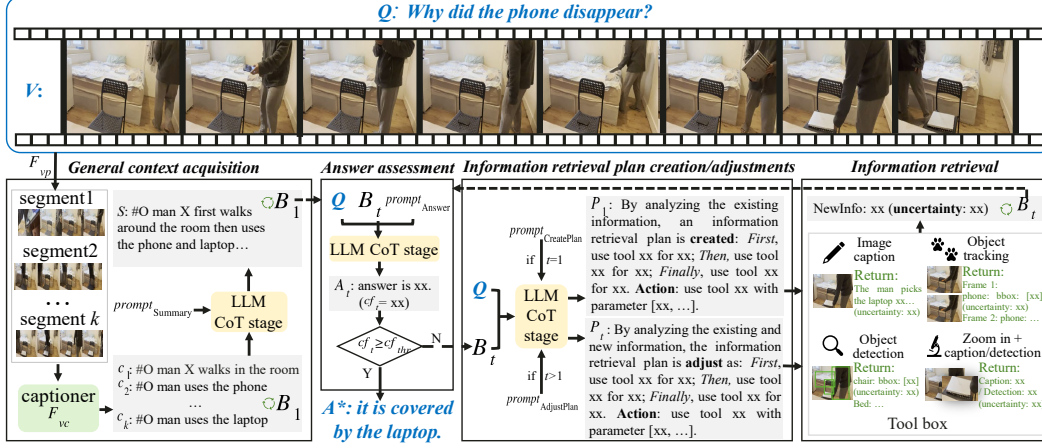 Q: Why did the phone disappear?
V:
F_vp
General context acquisition
segment1
segment2
...
segment k
captioner
F_vc
S: #O man X first walks
around the room then uses
the phone and laptop…
B_1
prompt_Summary
LLM
CoT stage
c_1: #O man X walks in the room
c_2: #O man uses the phone
...
c_k: #O man uses the laptop
B_1
Answer assessment
Q B_t prompt_Answer
LLM CoT stage
A_t: answer is xx.
(cf_t= xx)
cf_t≥cf_thr
N
Y
A*: it is covered
by the laptop.
Information retrieval plan creation/adjustments
prompt_CreatePlan
if t=1
Q
B_t
LLM
CoT
stage
if t>1
prompt_AdjustPlan
P_1: By analyzing the existing
information, an information
retrieval plan is created: First,
use tool xx for xx; Then, use tool
xx for xx; Finally, use tool xx
for xx. Action: use tool xx with
parameter [xx, …].
P_t: By analyzing the existing and
new information, the information
retrieval plan is adjust as: First,
use tool xx for xx; Then, use tool
xx for xx; Finally, use tool xx for
xx. Action: use tool xx with
parameter [xx, …].
Information retrieval
NewInfo: xx (uncertainty: xx)
B_t
Image
caption
Return:
The man picks
the laptop xx…
(uncertainty: xx)
Object
tracking
Return:
Frame 1:
phone: bbox: [xx]
(uncertainty: xx)
Frame 2: phone: …
Object
detection
Return:
chair: bbox: [xx]
(uncertainty: xx)
Bed: …
Zoom in +
caption/detection
Return:
Caption: xx
Detection: xx
(uncertainty: xx)
Tool box